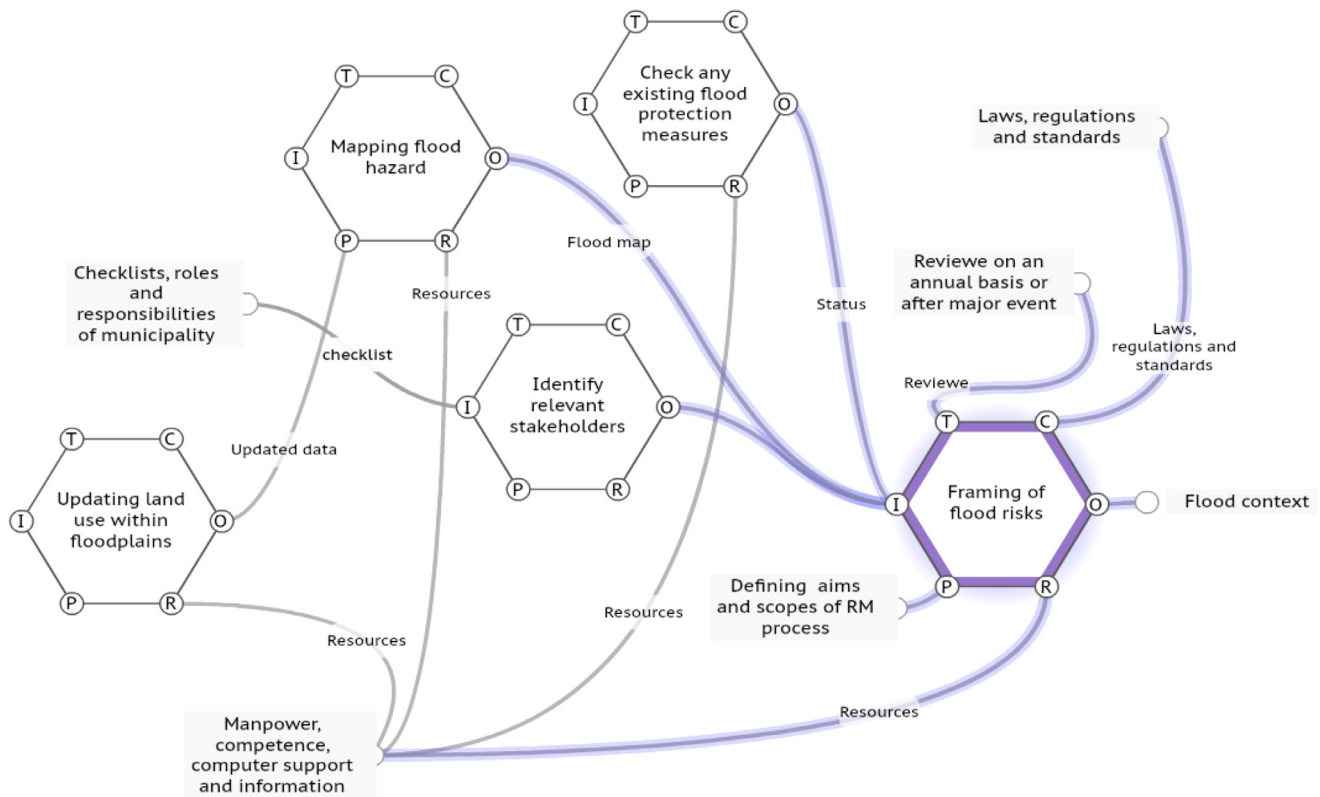 T
C
Check any
existing flood
protection
measures
I
O
P
R
T
C
Mapping flood
hazard
I
O
P
R
Laws, regulations
and standards
Flood map
Checklists, roles
and
responsibilities
of municipality
Resources
Reviewe on an
annual basis or
after major event
Status
checklist
T
C
Identify
relevant
stakeholders
I
O
P
R
Laws,
regulations and
standards
Reviewe
Updated data
T
C
Updating land
use within
floodplains
I
O
P
R
T
C
Framing of
flood risks
I
O
P
R
Flood context
Defining aims
and scopes of RM
process
Resources
Resources
Resources
Manpower,
competence,
computer support
and information